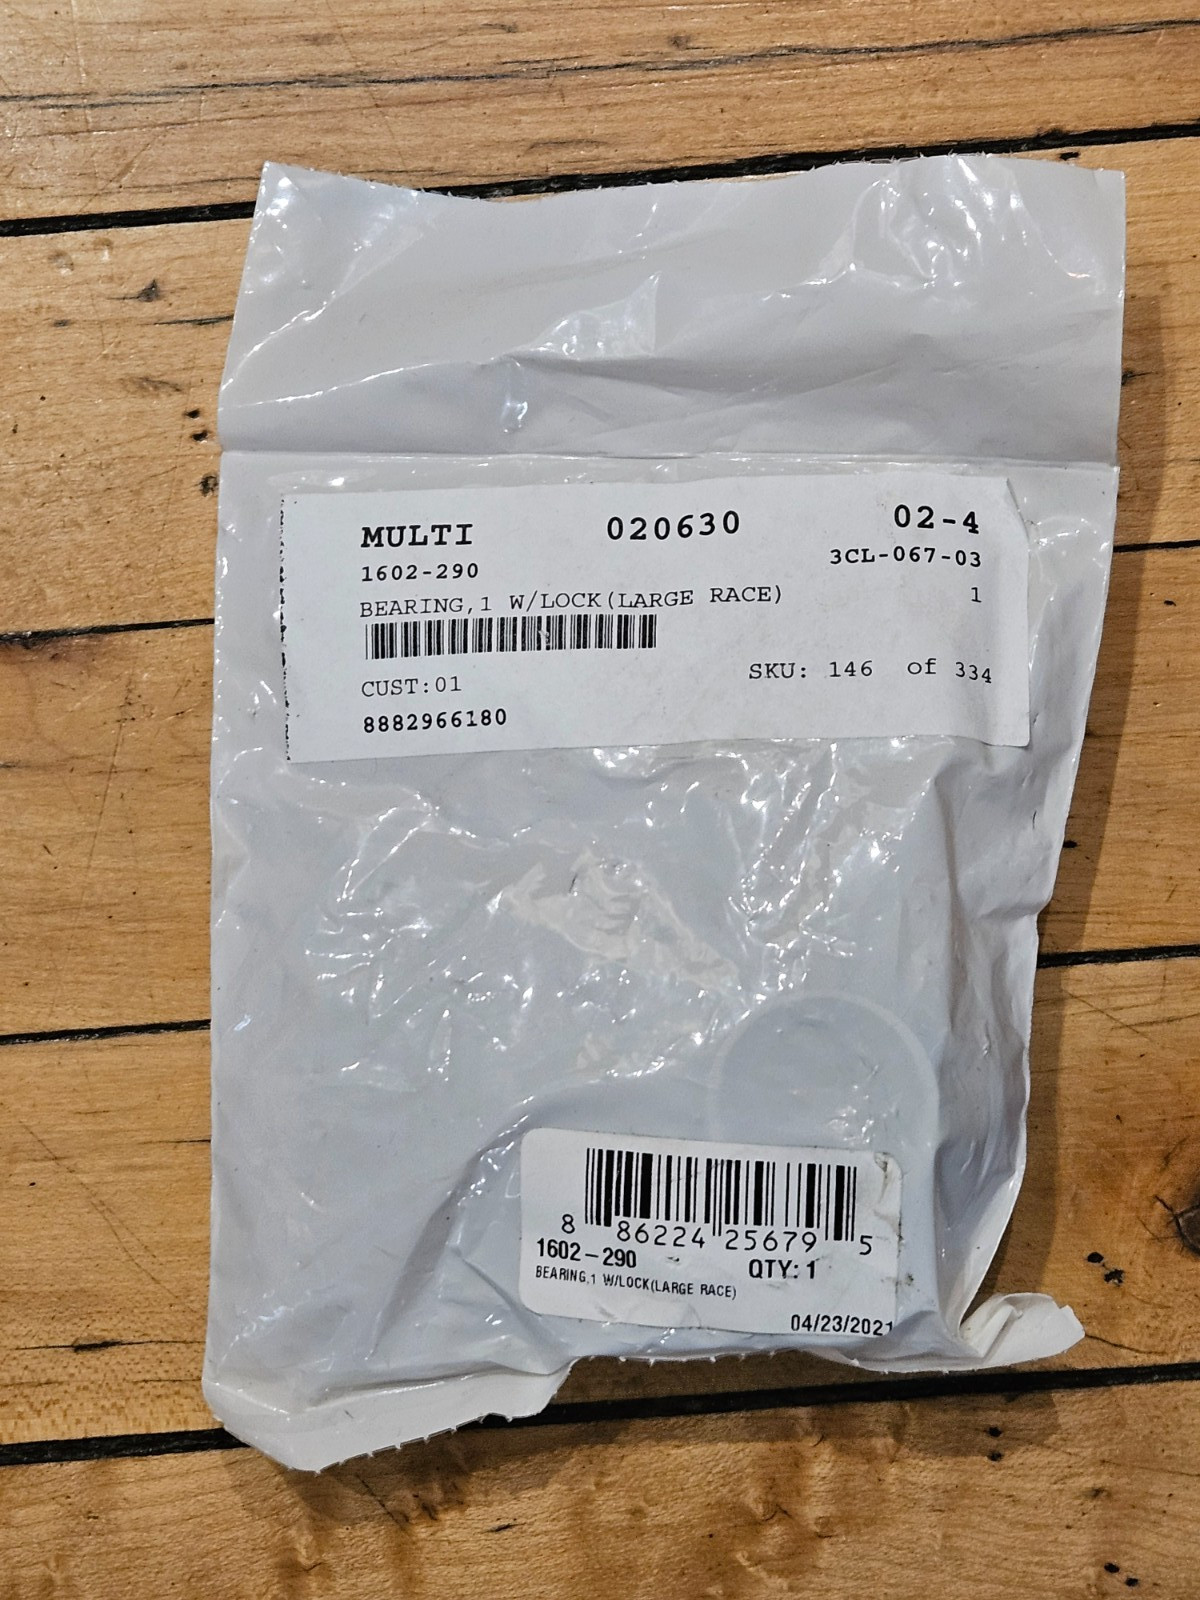 MULTI 020630 02-4
1602-290 3CL-067-03
BEARING,1 W/LOCK(LARGE RACE) 1
CUST:01 SKU: 146 of 334
8882966180
8 86224 25679 5
1602-290 QTY: 1
BEARING,1 W/LOCK(LARGE RACE)
04/23/2021